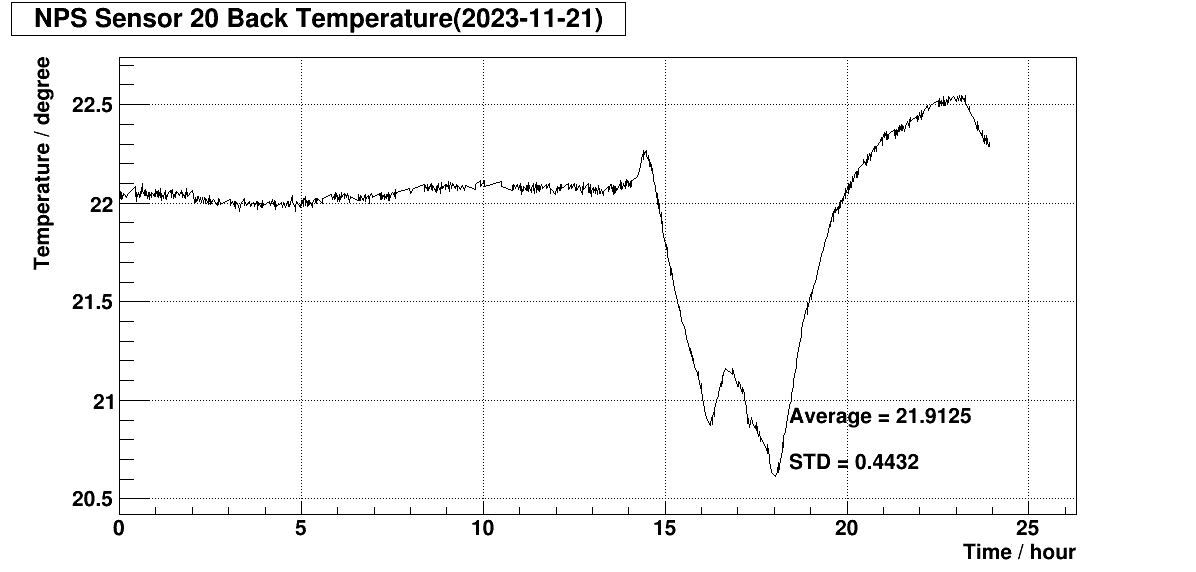 NPS Sensor 20 Back Temperature(2023-11-21)
Temperature / degree
22.5
22
21.5
21
20.5
Average = 21.9125
STD = 0.4432
0 5 10 15 20 25
Time / hour